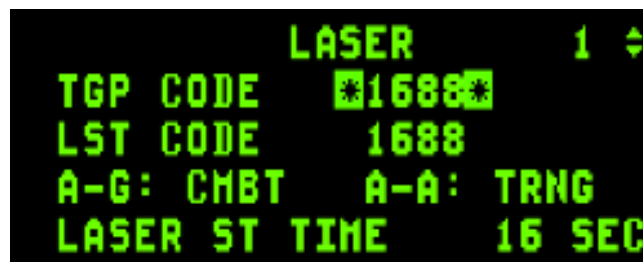 LASER 1 ⬍
TGP CODE *1688*
LST CODE 1688
A-G: CMBT A-A: TRNG
LASER ST TIME 16 SEC